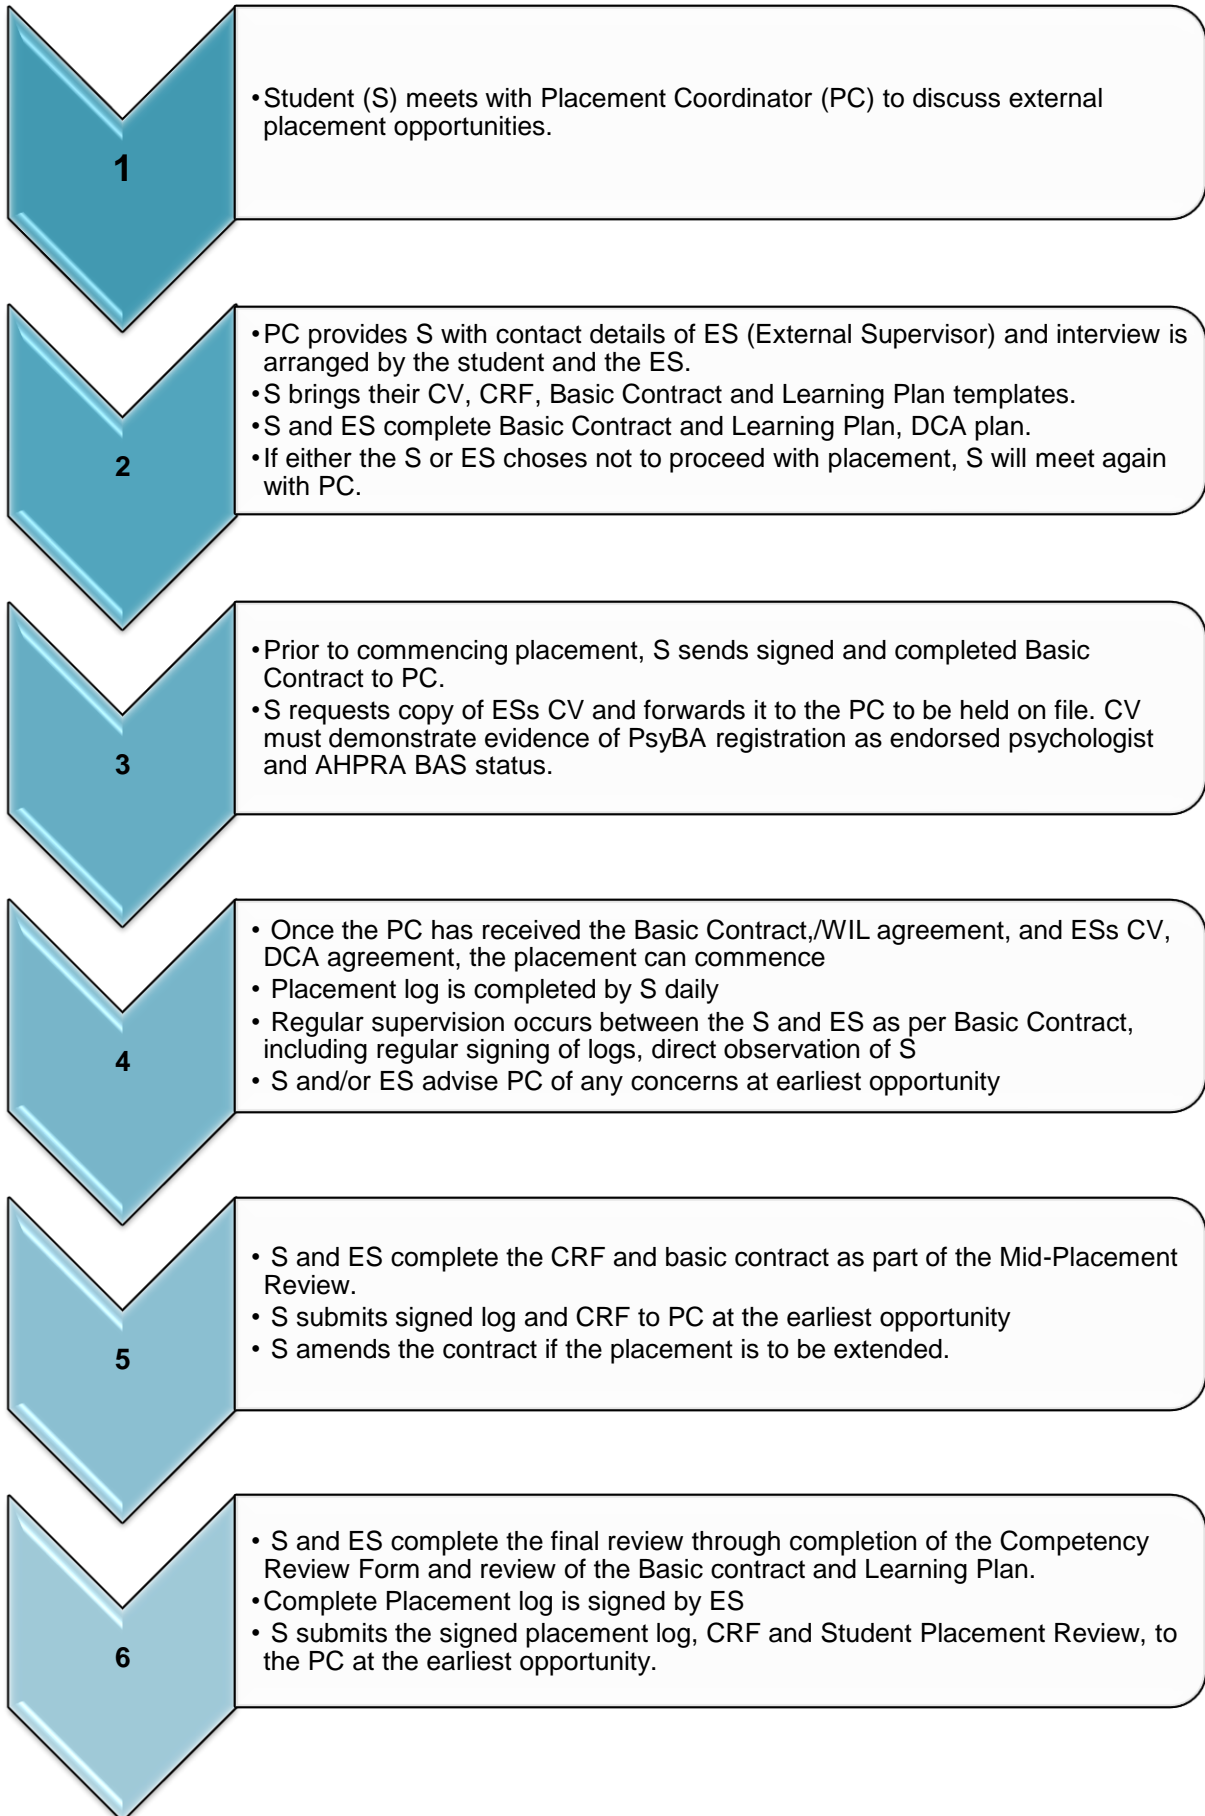 1
•Student (S) meets with Placement Coordinator (PC) to discuss external
placement opportunities.
2
•PC provides S with contact details of ES (External Supervisor) and interview is
arranged by the student and the ES.
•S brings their CV, CRF, Basic Contract and Learning Plan templates.
•S and ES complete Basic Contract and Learning Plan, DCA plan.
•If either the S or ES choses not to proceed with placement, S will meet again
with PC.
3
•Prior to commencing placement, S sends signed and completed Basic
Contract to PC.
•S requests copy of ESs CV and forwards it to the PC to be held on file. CV
must demonstrate evidence of PsyBA registration as endorsed psychologist
and AHPRA BAS status.
4
• Once the PC has received the Basic Contract,/WIL agreement, and ESs CV,
DCA agreement, the placement can commence
• Placement log is completed by S daily
• Regular supervision occurs between the S and ES as per Basic Contract,
including regular signing of logs, direct observation of S
• S and/or ES advise PC of any concerns at earliest opportunity
5
• S and ES complete the CRF and basic contract as part of the Mid-Placement
Review.
• S submits signed log and CRF to PC at the earliest opportunity
• S amends the contract if the placement is to be extended.
6
• S and ES complete the final review through completion of the Competency
Review Form and review of the Basic contract and Learning Plan.
•Complete Placement log is signed by ES
• S submits the signed placement log, CRF and Student Placement Review, to
the PC at the earliest opportunity.